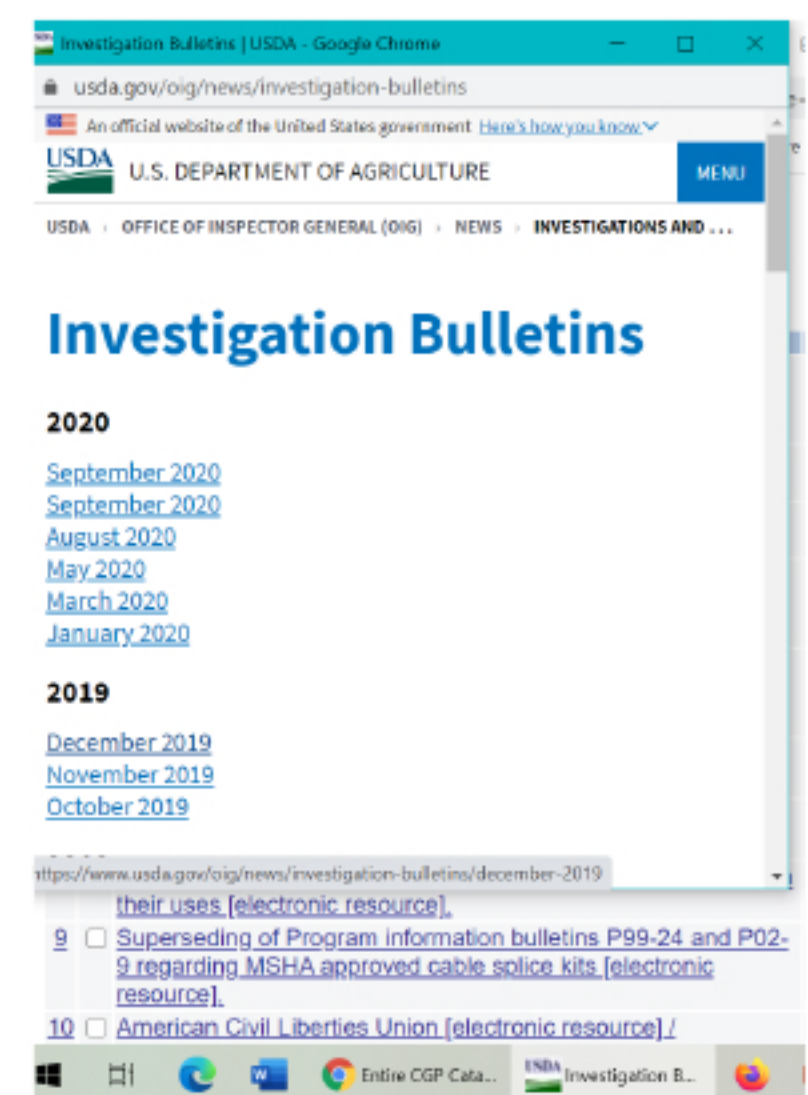 Investigation Bulletins | USDA - Google Chrome
usda.gov/oig/news/investigation-bulletins
An official website of the United States government Here's how you know
USDA U.S. DEPARTMENT OF AGRICULTURE MENU
USDA › OFFICE OF INSPECTOR GENERAL (OIG) › NEWS › INVESTIGATIONS AND ...
Investigation Bulletins
2020
September 2020
September 2020
August 2020
May 2020
March 2020
January 2020
2019
December 2019
November 2019
October 2019
https://www.usda.gov/oig/news/investigation-bulletins/december-2019
their uses [electronic resource].
9 Superseding of Program information bulletins P99-24 and P02-
9 regarding MSHA approved cable splice kits [electronic
resource].
10 American Civil Liberties Union [electronic resource] /
Entire CGP Cata... USDA Investigation B...